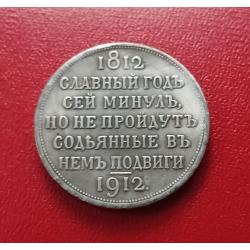 1812
СЛАВНЫЙ ГОДЪ
СЕЙ МИНУЛЪ,
НО НЕ ПРОЙДУТЪ
СОДѢЯННЫЕ ВЪ
НЕМЪ ПОДВИГИ
1912.